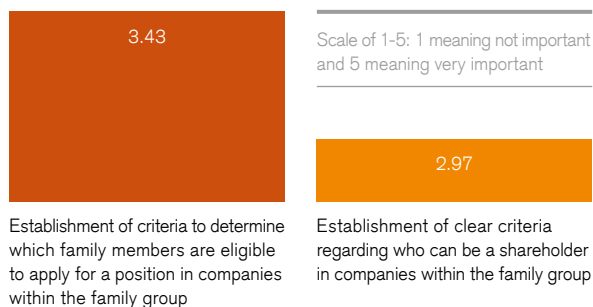 3.43
Establishment of criteria to determine
which family members are eligible
to apply for a position in companies
within the family group
Scale of 1-5: 1 meaning not important
and 5 meaning very important
2.97
Establishment of clear criteria
regarding who can be a shareholder
in companies within the family group